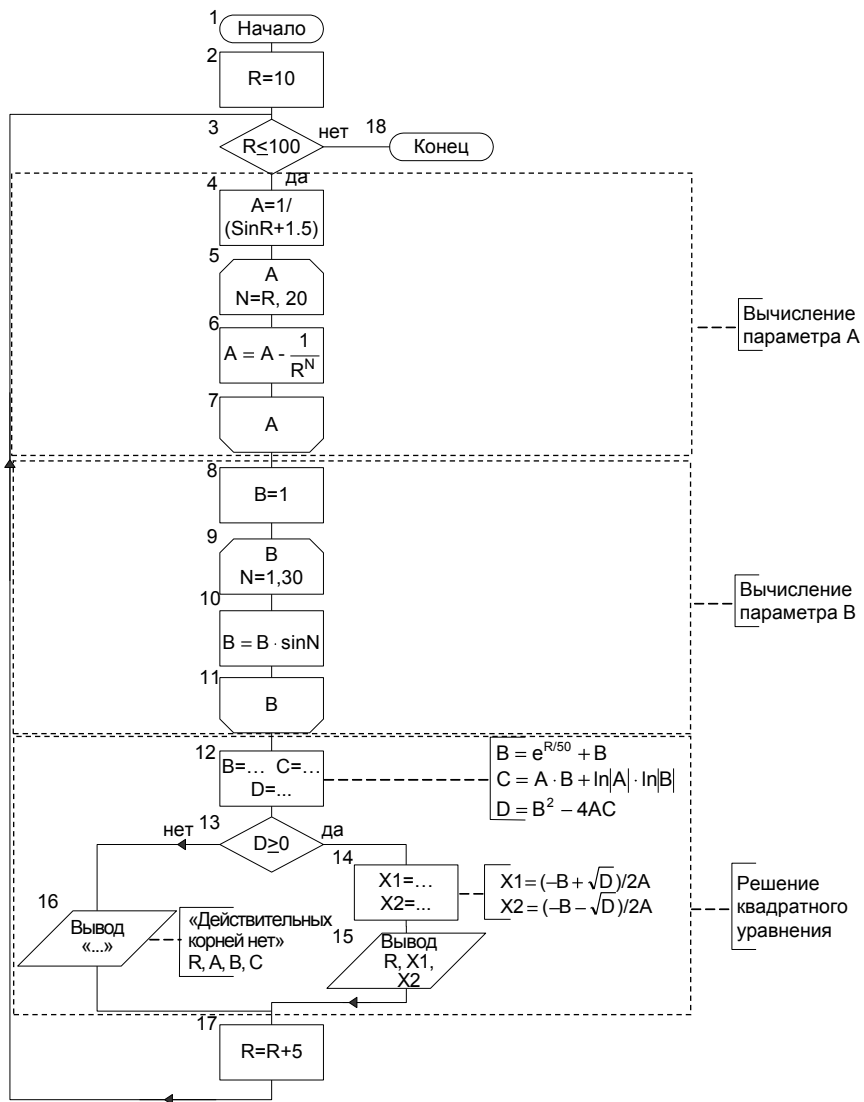 1
Начало
2
R=10
3
R≤100
нет
18
Конец
да
4
A=1/
(SinR+1.5)
5
A
N=R, 20
6
A = A - 1/R^N
7
A
Вычисление
параметра А
8
B=1
9
B
N=1,30
10
B = B · sinN
11
B
Вычисление
параметра В
12
B=... C=...
D=...
B = e^{R/50} + B
C = A · B + ln|A| · ln|B|
D = B² − 4AC
13
D≥0
нет
да
14
X1=...
X2=...
X1 = (−B + √D)/2A
X2 = (−B − √D)/2A
15
Вывод
R, X1,
X2
16
Вывод
«...»
«Действительных
корней нет»
R, A, B, C
Решение
квадратного
уравнения
17
R=R+5